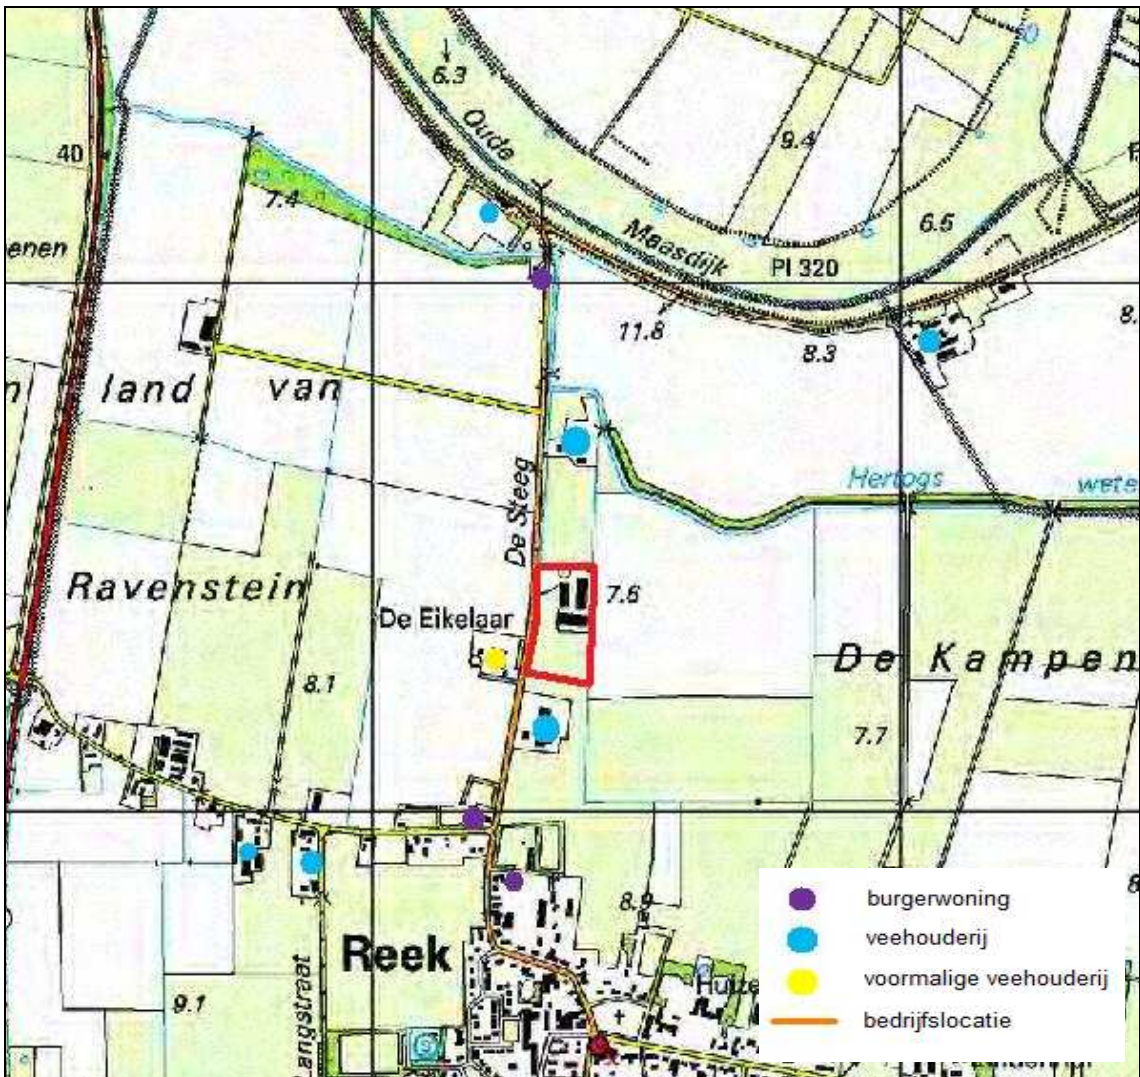 6.3
Oude
9.4
40
7.4
6.5
enen
Maasdijk
Pl 320
11.8
8.3
8.
n land van
De Steeg
Hertogs wete
Ravenstein
De Eikelaar
7.6
8.1
De Kampen
7.7
8.9
Reek
9.1
Langstraat
burgerwoning
veehouderij
voormalige veehouderij
bedrijfslocatie